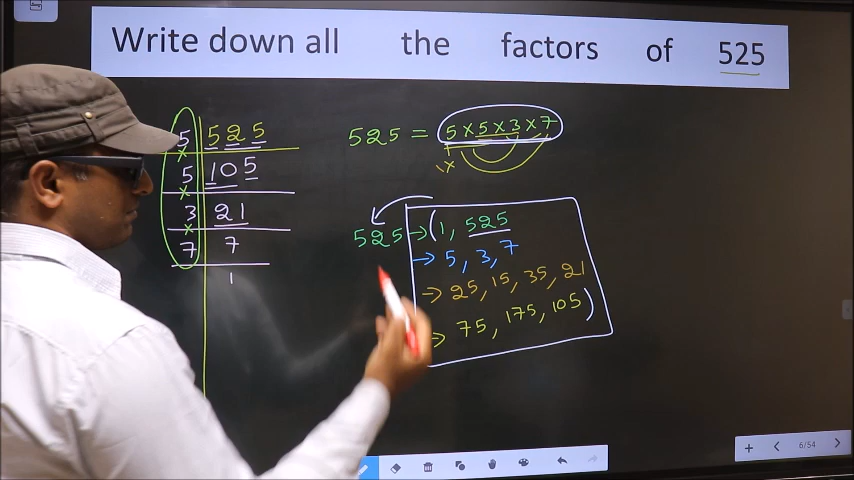 Write down all the factors of 525
5 525
5 105
3 21
7 7
1
525 = 5×5×3×7
1×
525 → (1, 525
→ 5, 3, 7
→ 25, 15, 35, 21
→ 75, 175, 105)
6/54